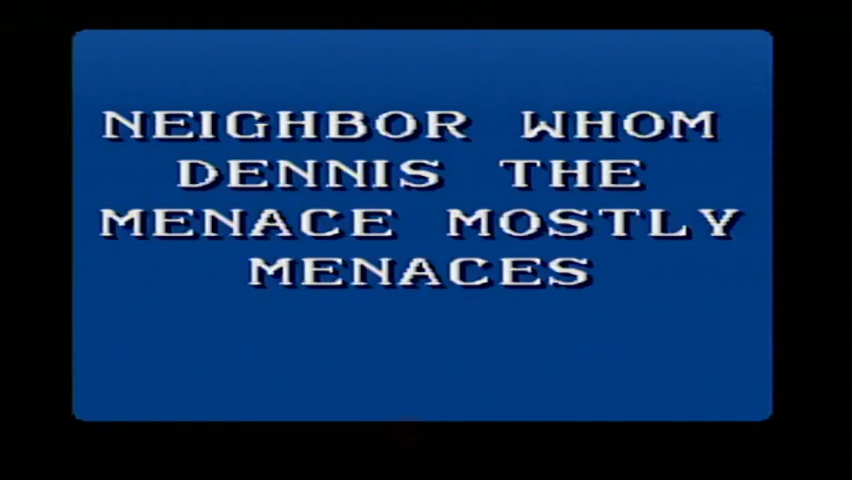 NEIGHBOR WHOM
DENNIS THE
MENACE MOSTLY
MENACES